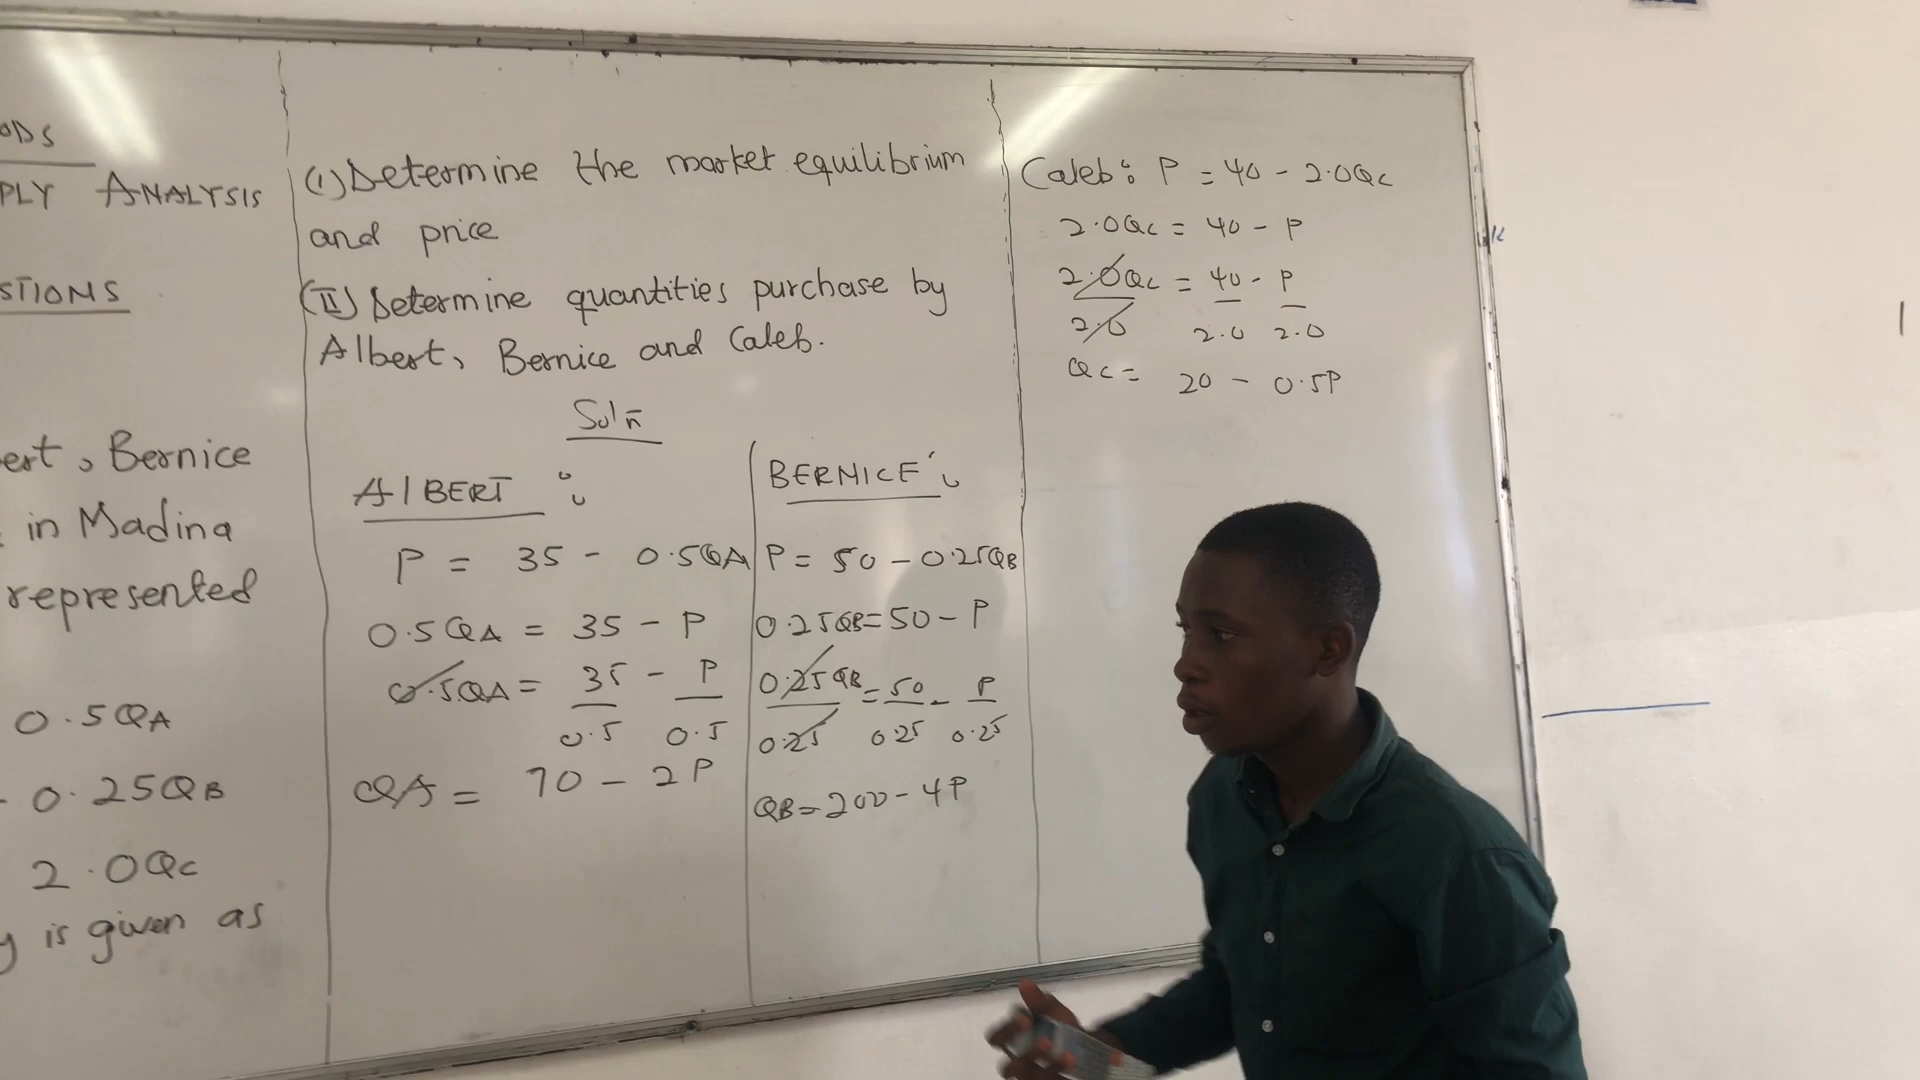 ODS
PLY ANALYSIS
STIONS
ert, Bernice
in Madina
represented
0.5QA
- 0.25QB
2.0Qc
y is given as
(I) Determine the market equilibrium
and price
(II) Determine quantities purchase by
Albert, Bernice and Caleb.
Solñ
AlBERT :
P = 35 - 0.5QA
0.5QA = 35 - P
0.5QA = 35/0.5 - P/0.5
QA = 70 - 2P
BERNICE :
P = 50 - 0.25QB
0.25QB = 50 - P
0.25QB/0.25 = 50/0.25 - P/0.25
QB = 200 - 4P
Caleb : P = 40 - 2.0Qc
2.0Qc = 40 - P
2.0Qc/2.0 = 40/2.0 - P/2.0
Qc = 20 - 0.5P